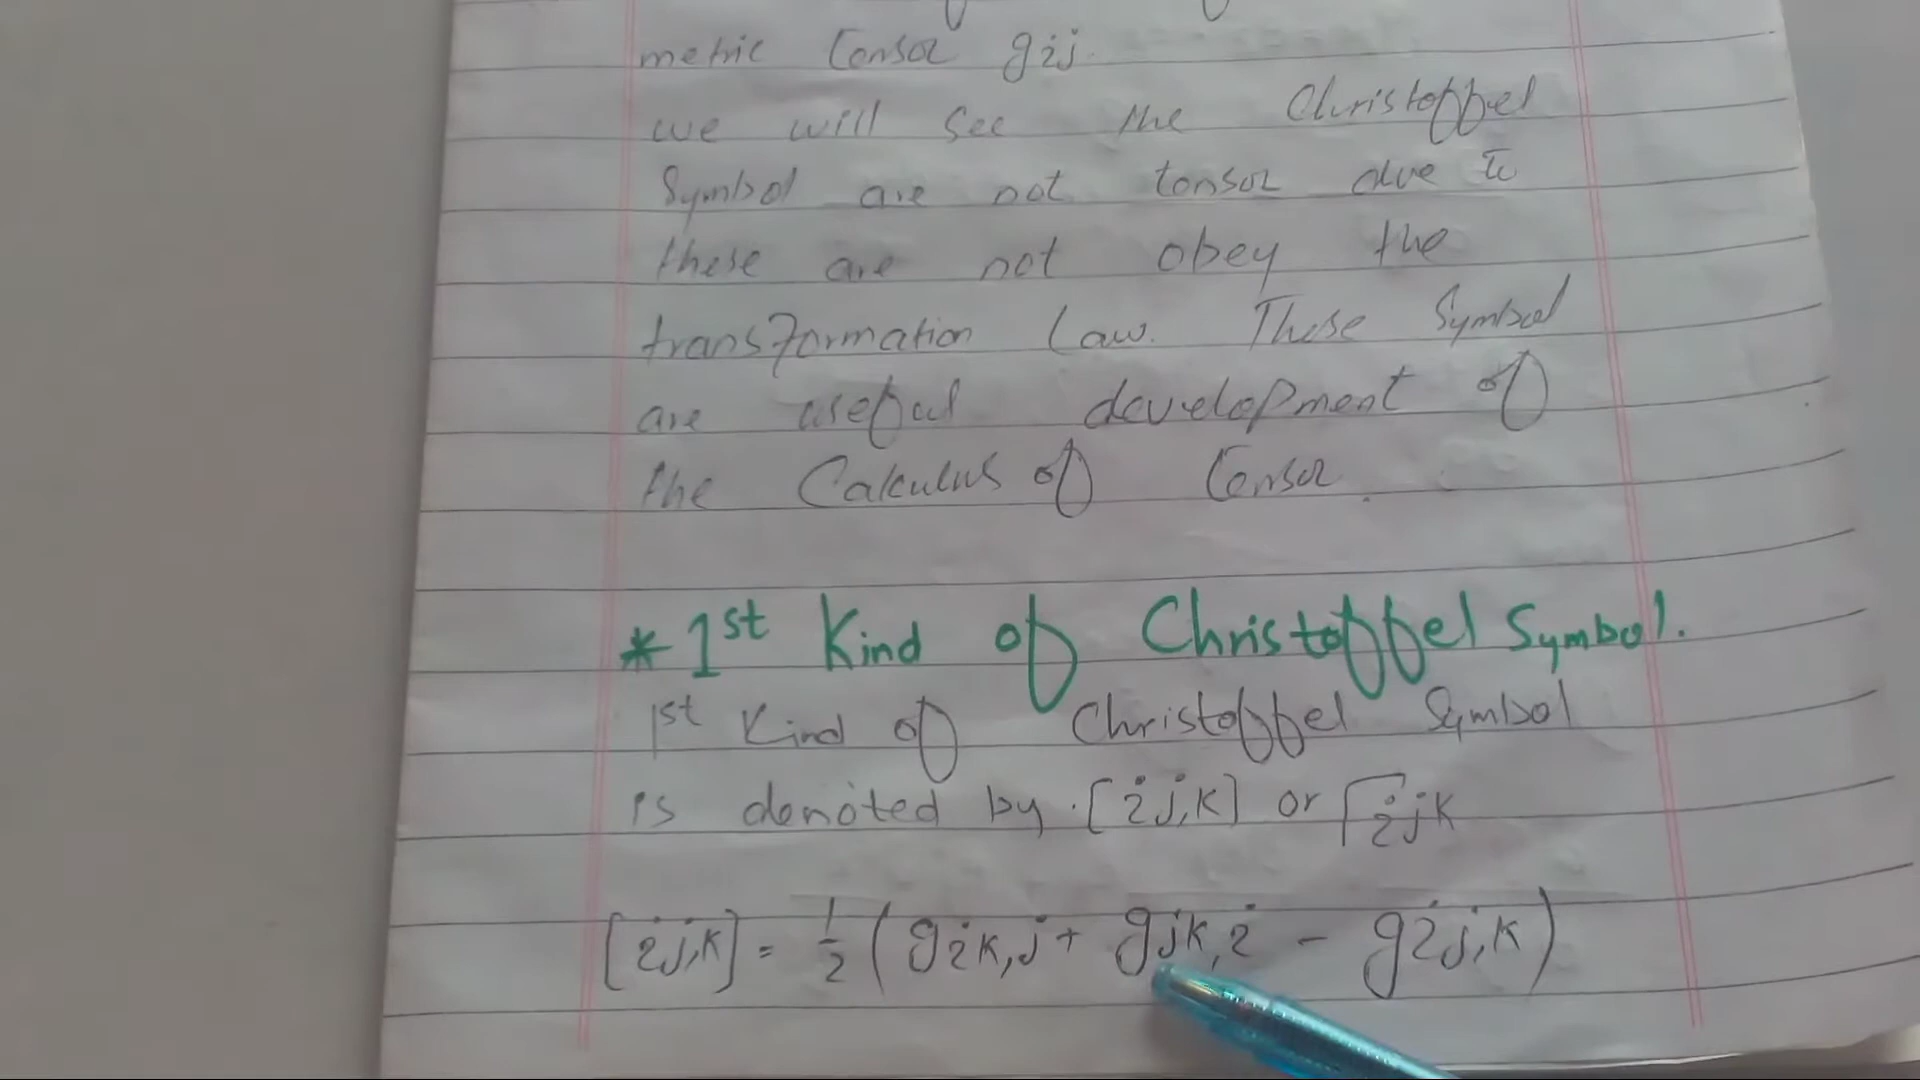 metric tensor gij
we will see the Christoffel
Symbol are not tensor due to
these are not obey the
transformation law. These Symbol
are useful development of
the Calculus of tensor.
* 1st Kind of Christoffel Symbol.
1st Kind of Christoffel Symbol
is denoted by [ij,k] or Γijk
[ij,k] = 1/2 ( gik,j + gjk,i - gij,k )